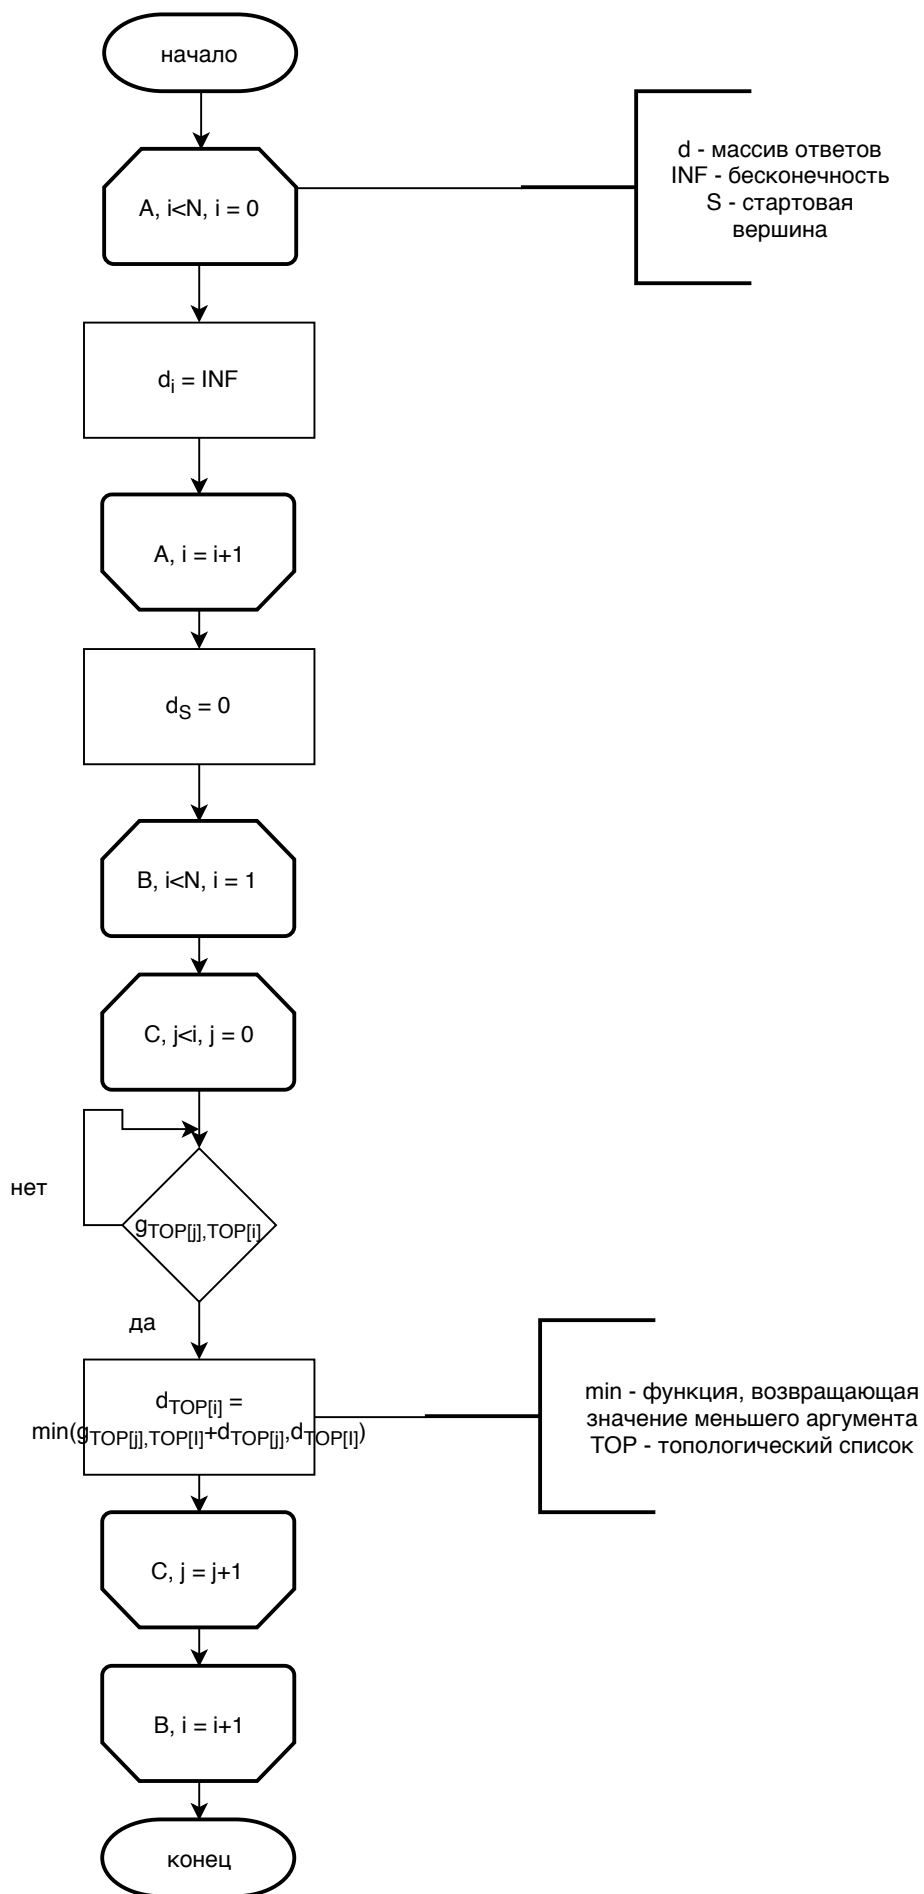 начало
A, i<N, i = 0
d - массив ответов
INF - бесконечность
S - стартовая
вершина
di = INF
A, i = i+1
dS = 0
B, i<N, i = 1
C, j<i, j = 0
нет
gTOP[j],TOP[i]
да
dTOP[i] =
min(gTOP[j],TOP[I]+dTOP[j],dTOP[I])
min - функция, возвращающая
значение меньшего аргумента
TOP - топологический список
C, j = j+1
B, i = i+1
конец